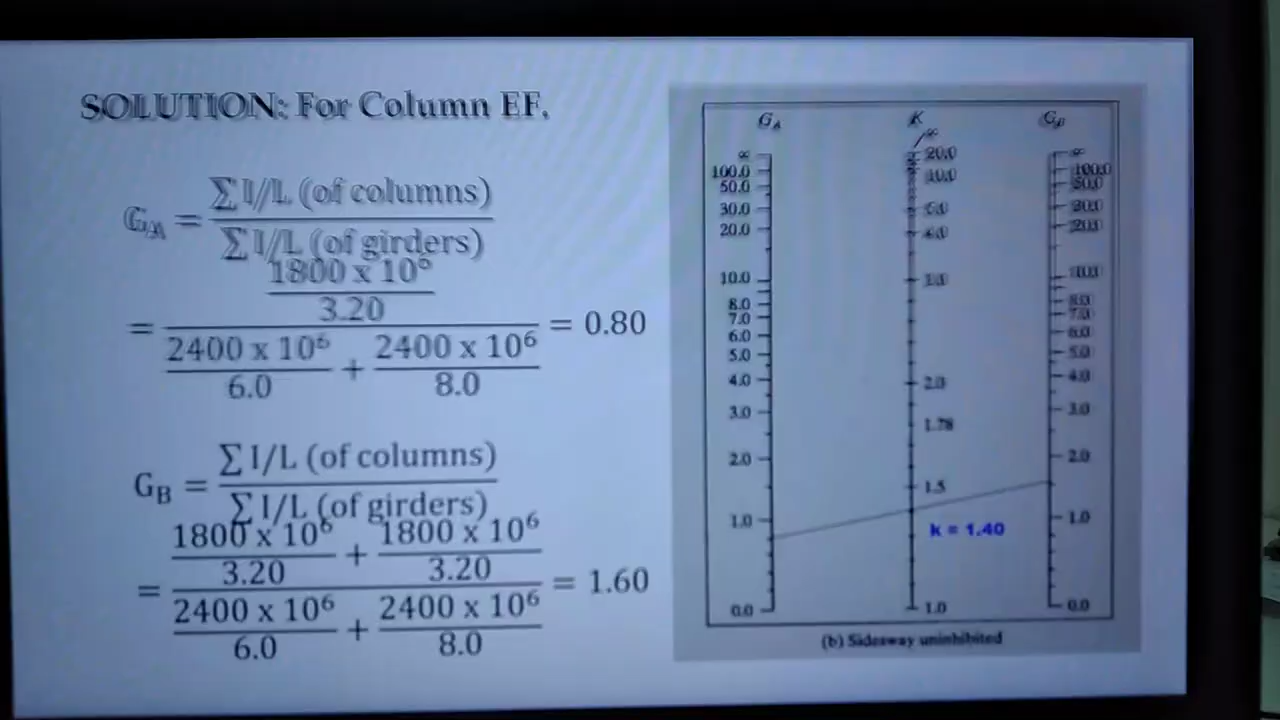 SOLUTION: For Column EF.
G_A = ∑ I/L (of columns)
∑ I/L (of girders)
1800 x 10⁶
3.20
= = 0.80
2400 x 10⁶ + 2400 x 10⁶
6.0 8.0
G_B = ∑ I/L (of columns)
∑ I/L (of girders)
1800 x 10⁶ + 1800 x 10⁶
3.20 3.20
= = 1.60
2400 x 10⁶ + 2400 x 10⁶
6.0 8.0
G_A
∞
100.0
50.0
30.0
20.0
10.0
8.0
7.0
6.0
5.0
4.0
3.0
2.0
1.0
0.0
K
∞
20.0
10.0
5.0
4.0
3.0
2.0
1.78
1.5
k = 1.40
1.0
G_B
∞
100.0
50.0
30.0
20.0
10.0
8.0
7.0
6.0
5.0
4.0
3.0
2.0
1.0
0.0
(b) Sidesway uninhibited